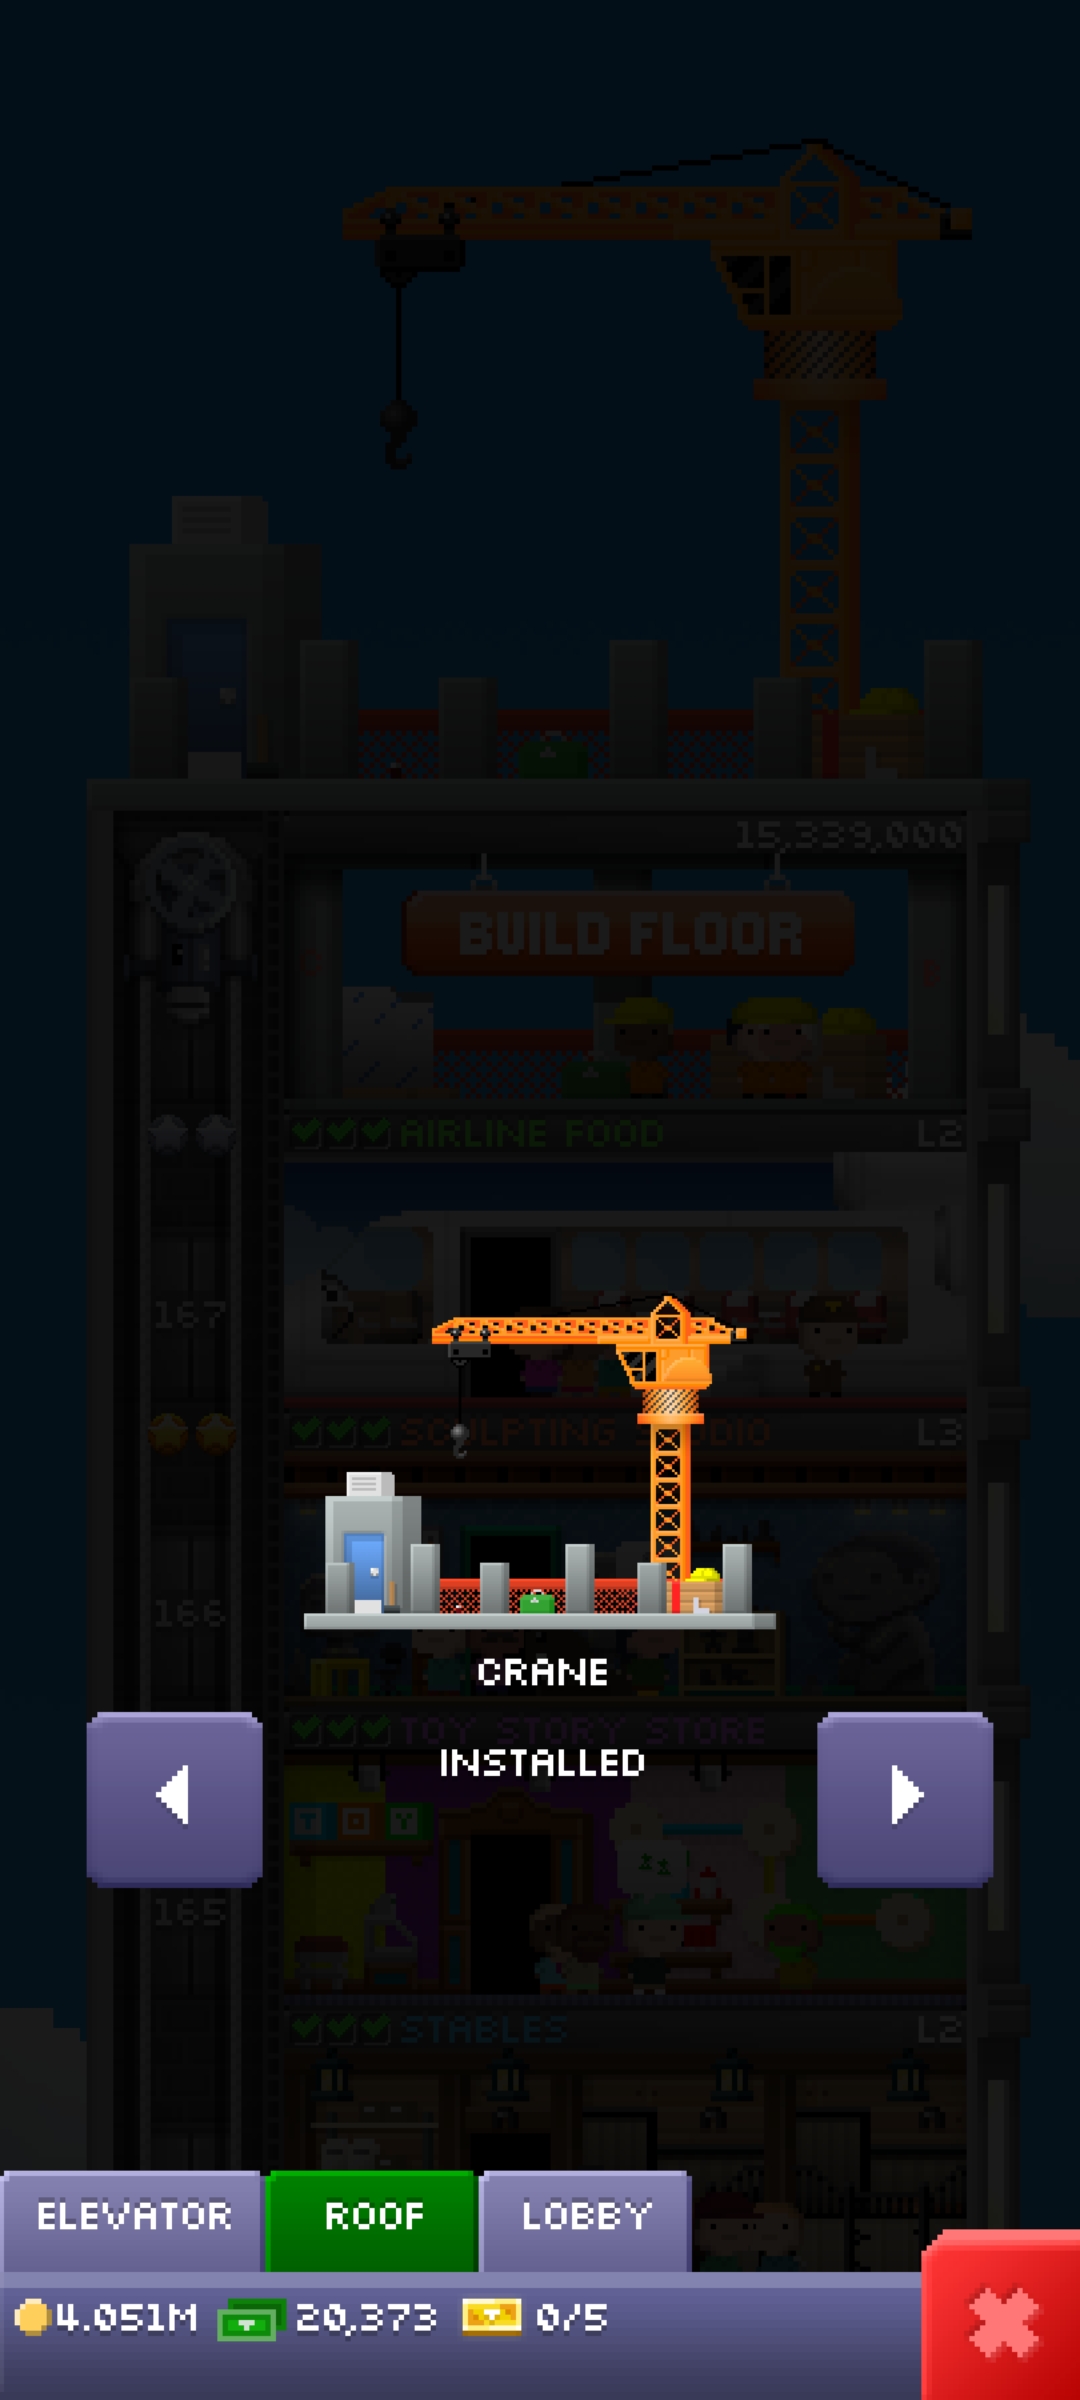 15,339,000
BUILD FLOOR
AIRLINE FOOD L2
167
SCULPTING STUDIO L3
166
CRANE
TOY STORY STORE
INSTALLED
TOY
165
STABLES L2
ELEVATOR ROOF LOBBY
4.051M 20,373 0/5